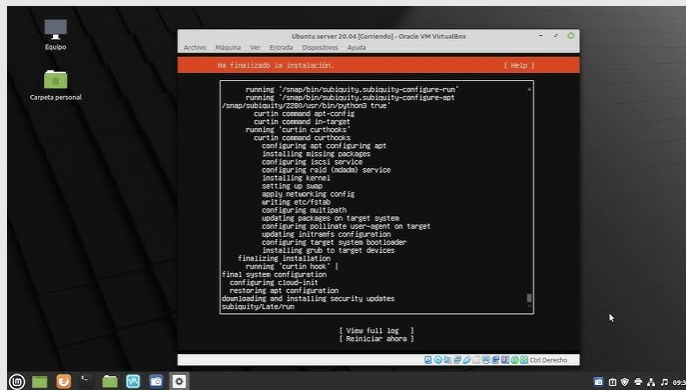 Equipo
Carpeta personal
Ubuntu server 20.04 [Corriendo] - Oracle VM VirtualBox
Archivo Máquina Ver Entrada Dispositivos Ayuda
Ha finalizado la instalación. [ Help ]
running '/snap/bin/subiquity.subiquity-configure-run'
running '/snap/bin/subiquity.subiquity-configure-apt
/snap/subiquity/2280/usr/bin/python3 true'
curtin command apt-config
curtin command in-target
running 'curtin curthooks'
curtin command curthooks
configuring apt configuring apt
installing missing packages
configuring iscsi service
configuring raid (mdadm) service
installing kernel
setting up swap
apply networking config
writing etc/fstab
configuring multipath
updating packages on target system
configuring pollinate user-agent on target
updating initramfs configuration
configuring target system bootloader
installing grub to target devices
finalizing installation
running 'curtin hook' |
final system configuration
configuring cloud-init
restoring apt configuration
downloading and installing security updates
subiquity/Late/run
[ View full log ]
[ Reiniciar ahora ]
Ctrl Derecho